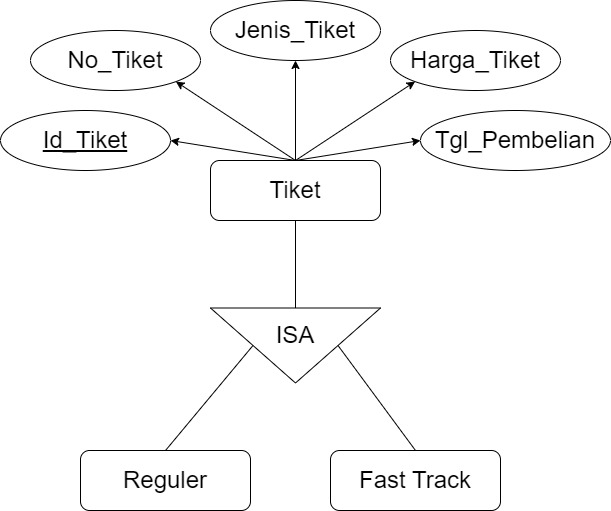 Jenis_Tiket
No_Tiket
Harga_Tiket
Id_Tiket
Tgl_Pembelian
Tiket
ISA
Reguler
Fast Track